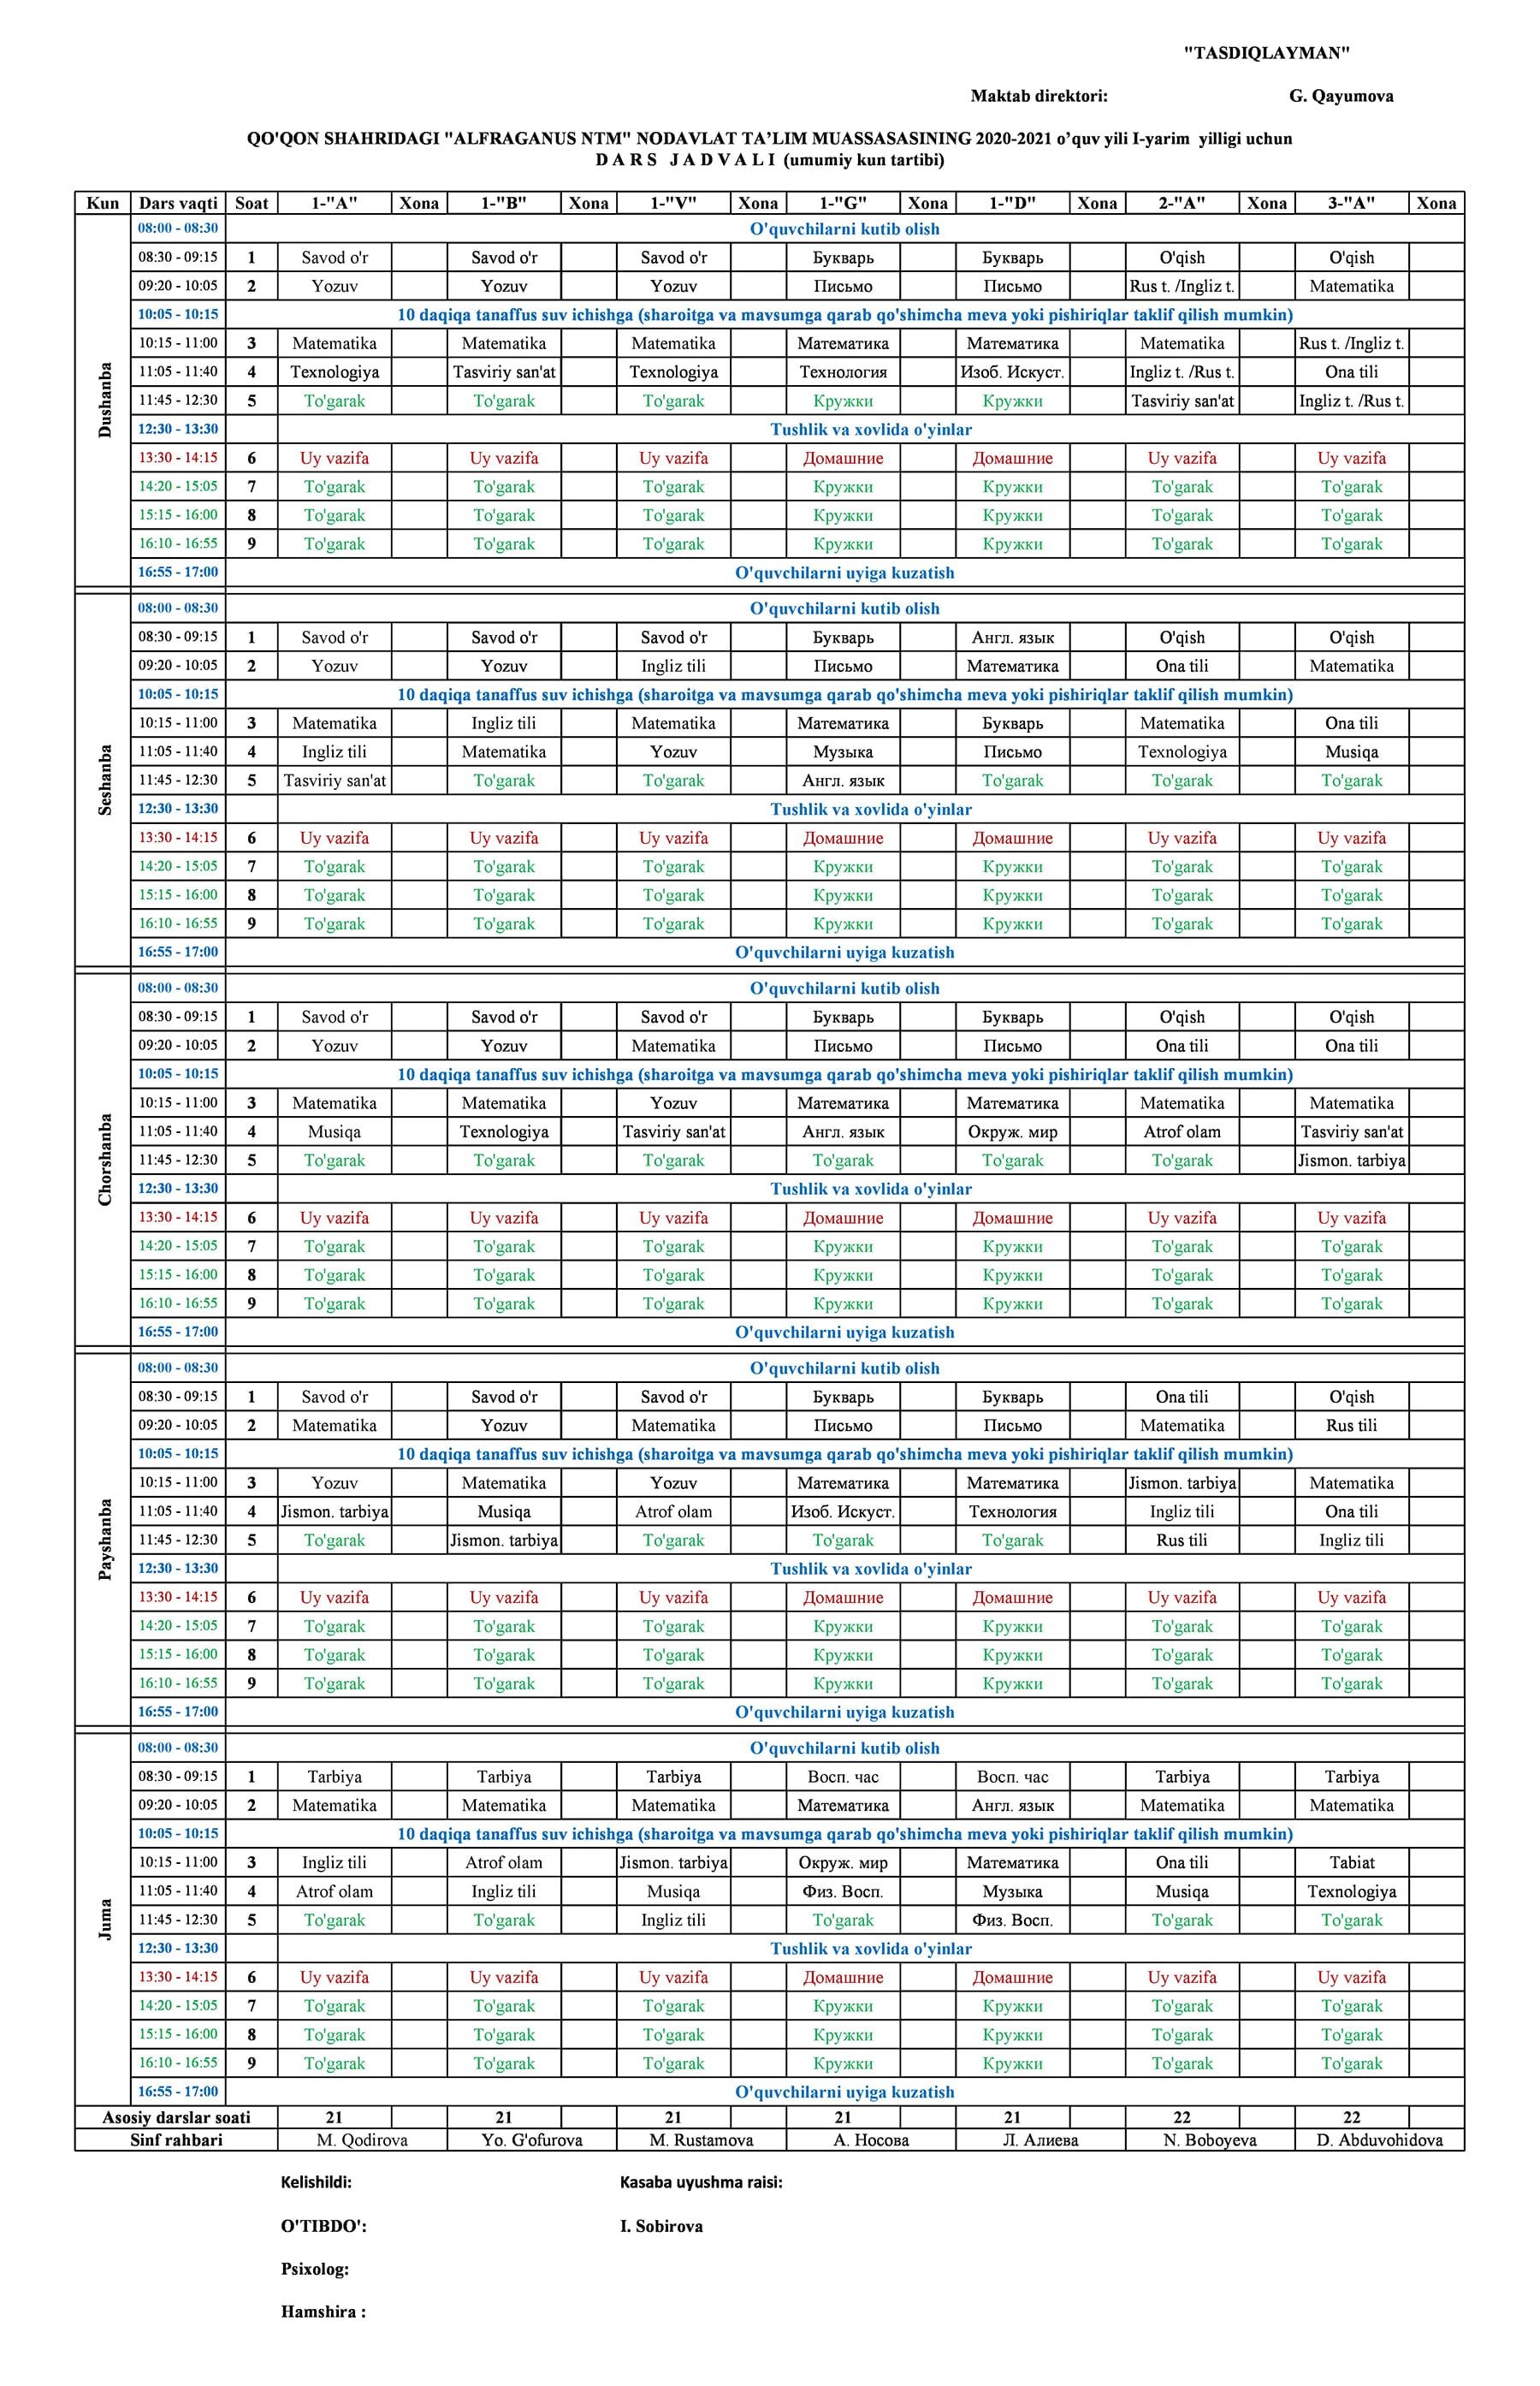 "TASDIQLAYMAN"
Maktab direktori: G. Qayumova
QO'QON SHAHRIDAGI "ALFRAGANUS NTM" NODAVLAT TA’LIM MUASSASASINING 2020-2021 o’quv yili I-yarim yilligi uchun
D A R S J A D V A L I (umumiy kun tartibi)
Kun Dars vaqti Soat 1-"A" Xona 1-"B" Xona 1-"V" Xona 1-"G" Xona 1-"D" Xona 2-"A" Xona 3-"A" Xona
Dushanba
08:00 - 08:30 O'quvchilarni kutib olish
08:30 - 09:15 1 Savod o'r Savod o'r Savod o'r Букварь Букварь O'qish O'qish
09:20 - 10:05 2 Yozuv Yozuv Yozuv Письмо Письмо Rus t. /Ingliz t. Matematika
10:05 - 10:15 10 daqiqa tanaffus suv ichishga (sharoitga va mavsumga qarab qo'shimcha meva yoki pishiriqlar taklif qilish mumkin)
10:15 - 11:00 3 Matematika Matematika Matematika Математика Математика Matematika Rus t. /Ingliz t.
11:05 - 11:40 4 Texnologiya Tasviriy san'at Texnologiya Технология Изоб. Искуст. Ingliz t. /Rus t. Ona tili
11:45 - 12:30 5 To'garak To'garak To'garak Кружки Кружки Tasviriy san'at Ingliz t. /Rus t.
12:30 - 13:30 Tushlik va xovlida o'yinlar
13:30 - 14:15 6 Uy vazifa Uy vazifa Uy vazifa Домашние Домашние Uy vazifa Uy vazifa
14:20 - 15:05 7 To'garak To'garak To'garak Кружки Кружки To'garak To'garak
15:15 - 16:00 8 To'garak To'garak To'garak Кружки Кружки To'garak To'garak
16:10 - 16:55 9 To'garak To'garak To'garak Кружки Кружки To'garak To'garak
16:55 - 17:00 O'quvchilarni uyiga kuzatish
Seshanba
08:00 - 08:30 O'quvchilarni kutib olish
08:30 - 09:15 1 Savod o'r Savod o'r Savod o'r Букварь Англ. язык O'qish O'qish
09:20 - 10:05 2 Yozuv Yozuv Ingliz tili Письмо Математика Ona tili Matematika
10:05 - 10:15 10 daqiqa tanaffus suv ichishga (sharoitga va mavsumga qarab qo'shimcha meva yoki pishiriqlar taklif qilish mumkin)
10:15 - 11:00 3 Matematika Ingliz tili Matematika Математика Букварь Matematika Ona tili
11:05 - 11:40 4 Ingliz tili Matematika Yozuv Музыка Письмо Texnologiya Musiqa
11:45 - 12:30 5 Tasviriy san'at To'garak To'garak Англ. язык To'garak To'garak To'garak
12:30 - 13:30 Tushlik va xovlida o'yinlar
13:30 - 14:15 6 Uy vazifa Uy vazifa Uy vazifa Домашние Домашние Uy vazifa Uy vazifa
14:20 - 15:05 7 To'garak To'garak To'garak Кружки Кружки To'garak To'garak
15:15 - 16:00 8 To'garak To'garak To'garak Кружки Кружки To'garak To'garak
16:10 - 16:55 9 To'garak To'garak To'garak Кружки Кружки To'garak To'garak
16:55 - 17:00 O'quvchilarni uyiga kuzatish
Chorshanba
08:00 - 08:30 O'quvchilarni kutib olish
08:30 - 09:15 1 Savod o'r Savod o'r Savod o'r Букварь Букварь O'qish O'qish
09:20 - 10:05 2 Yozuv Yozuv Matematika Письмо Письмо Ona tili Ona tili
10:05 - 10:15 10 daqiqa tanaffus suv ichishga (sharoitga va mavsumga qarab qo'shimcha meva yoki pishiriqlar taklif qilish mumkin)
10:15 - 11:00 3 Matematika Matematika Yozuv Математика Математика Matematika Matematika
11:05 - 11:40 4 Musiqa Texnologiya Tasviriy san'at Англ. язык Окруж. мир Atrof olam Tasviriy san'at
11:45 - 12:30 5 To'garak To'garak To'garak To'garak To'garak To'garak Jismon. tarbiya
12:30 - 13:30 Tushlik va xovlida o'yinlar
13:30 - 14:15 6 Uy vazifa Uy vazifa Uy vazifa Домашние Домашние Uy vazifa Uy vazifa
14:20 - 15:05 7 To'garak To'garak To'garak Кружки Кружки To'garak To'garak
15:15 - 16:00 8 To'garak To'garak To'garak Кружки Кружки To'garak To'garak
16:10 - 16:55 9 To'garak To'garak To'garak Кружки Кружки To'garak To'garak
16:55 - 17:00 O'quvchilarni uyiga kuzatish
Payshanba
08:00 - 08:30 O'quvchilarni kutib olish
08:30 - 09:15 1 Savod o'r Savod o'r Savod o'r Букварь Букварь Ona tili O'qish
09:20 - 10:05 2 Matematika Yozuv Matematika Письмо Письмо Matematika Rus tili
10:05 - 10:15 10 daqiqa tanaffus suv ichishga (sharoitga va mavsumga qarab qo'shimcha meva yoki pishiriqlar taklif qilish mumkin)
10:15 - 11:00 3 Yozuv Matematika Yozuv Математика Математика Jismon. tarbiya Matematika
11:05 - 11:40 4 Jismon. tarbiya Musiqa Atrof olam Изоб. Искуст. Технология Ingliz tili Ona tili
11:45 - 12:30 5 To'garak Jismon. tarbiya To'garak To'garak To'garak Rus tili Ingliz tili
12:30 - 13:30 Tushlik va xovlida o'yinlar
13:30 - 14:15 6 Uy vazifa Uy vazifa Uy vazifa Домашние Домашние Uy vazifa Uy vazifa
14:20 - 15:05 7 To'garak To'garak To'garak Кружки Кружки To'garak To'garak
15:15 - 16:00 8 To'garak To'garak To'garak Кружки Кружки To'garak To'garak
16:10 - 16:55 9 To'garak To'garak To'garak Кружки Кружки To'garak To'garak
16:55 - 17:00 O'quvchilarni uyiga kuzatish
Juma
08:00 - 08:30 O'quvchilarni kutib olish
08:30 - 09:15 1 Tarbiya Tarbiya Tarbiya Восп. час Восп. час Tarbiya Tarbiya
09:20 - 10:05 2 Matematika Matematika Matematika Математика Англ. язык Matematika Matematika
10:05 - 10:15 10 daqiqa tanaffus suv ichishga (sharoitga va mavsumga qarab qo'shimcha meva yoki pishiriqlar taklif qilish mumkin)
10:15 - 11:00 3 Ingliz tili Atrof olam Jismon. tarbiya Окруж. мир Математика Ona tili Tabiat
11:05 - 11:40 4 Atrof olam Ingliz tili Musiqa Физ. Восп. Музыка Musiqa Texnologiya
11:45 - 12:30 5 To'garak To'garak Ingliz tili To'garak Физ. Восп. To'garak To'garak
12:30 - 13:30 Tushlik va xovlida o'yinlar
13:30 - 14:15 6 Uy vazifa Uy vazifa Uy vazifa Домашние Домашние Uy vazifa Uy vazifa
14:20 - 15:05 7 To'garak To'garak To'garak Кружки Кружки To'garak To'garak
15:15 - 16:00 8 To'garak To'garak To'garak Кружки Кружки To'garak To'garak
16:10 - 16:55 9 To'garak To'garak To'garak Кружки Кружки To'garak To'garak
16:55 - 17:00 O'quvchilarni uyiga kuzatish
Asosiy darslar soati 21 21 21 21 21 22 22
Sinf rahbari M. Qodirova Yo. G'ofurova M. Rustamova А. Носова Л. Алиева N. Boboyeva D. Abduvohidova
Kelishildi: Kasaba uyushma raisi:
O'TIBDO': I. Sobirova
Psixolog:
Hamshira :